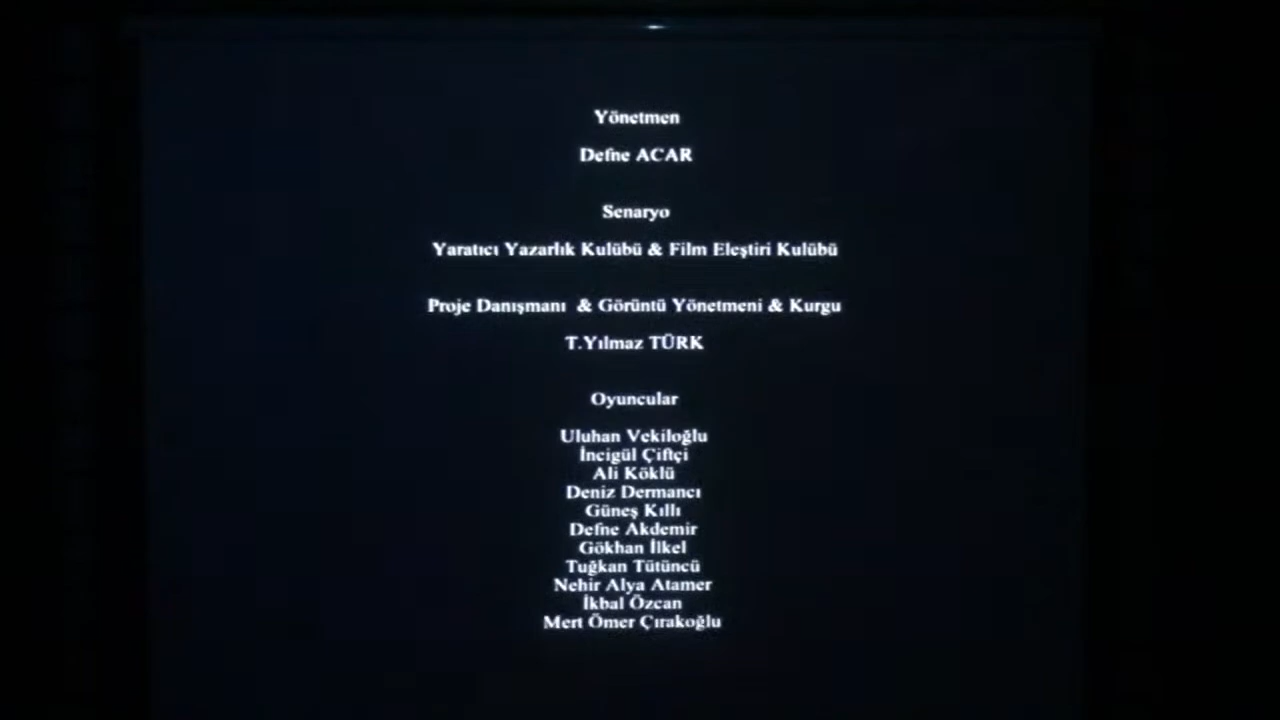 Yönetmen
Defne ACAR
Senaryo
Yaratıcı Yazarlık Kulübü & Film Eleştiri Kulübü
Proje Danışmanı & Görüntü Yönetmeni & Kurgu
T.Yılmaz TÜRK
Oyuncular
Uluhan Vekiloğlu
İncigül Çiftçi
Ali Köklü
Deniz Dermancı
Güneş Kıllı
Defne Akdemir
Gökhan İlkel
Tuğkan Tütüncü
Nehir Alya Atamer
İkbal Özcan
Mert Ömer Çırakoğlu